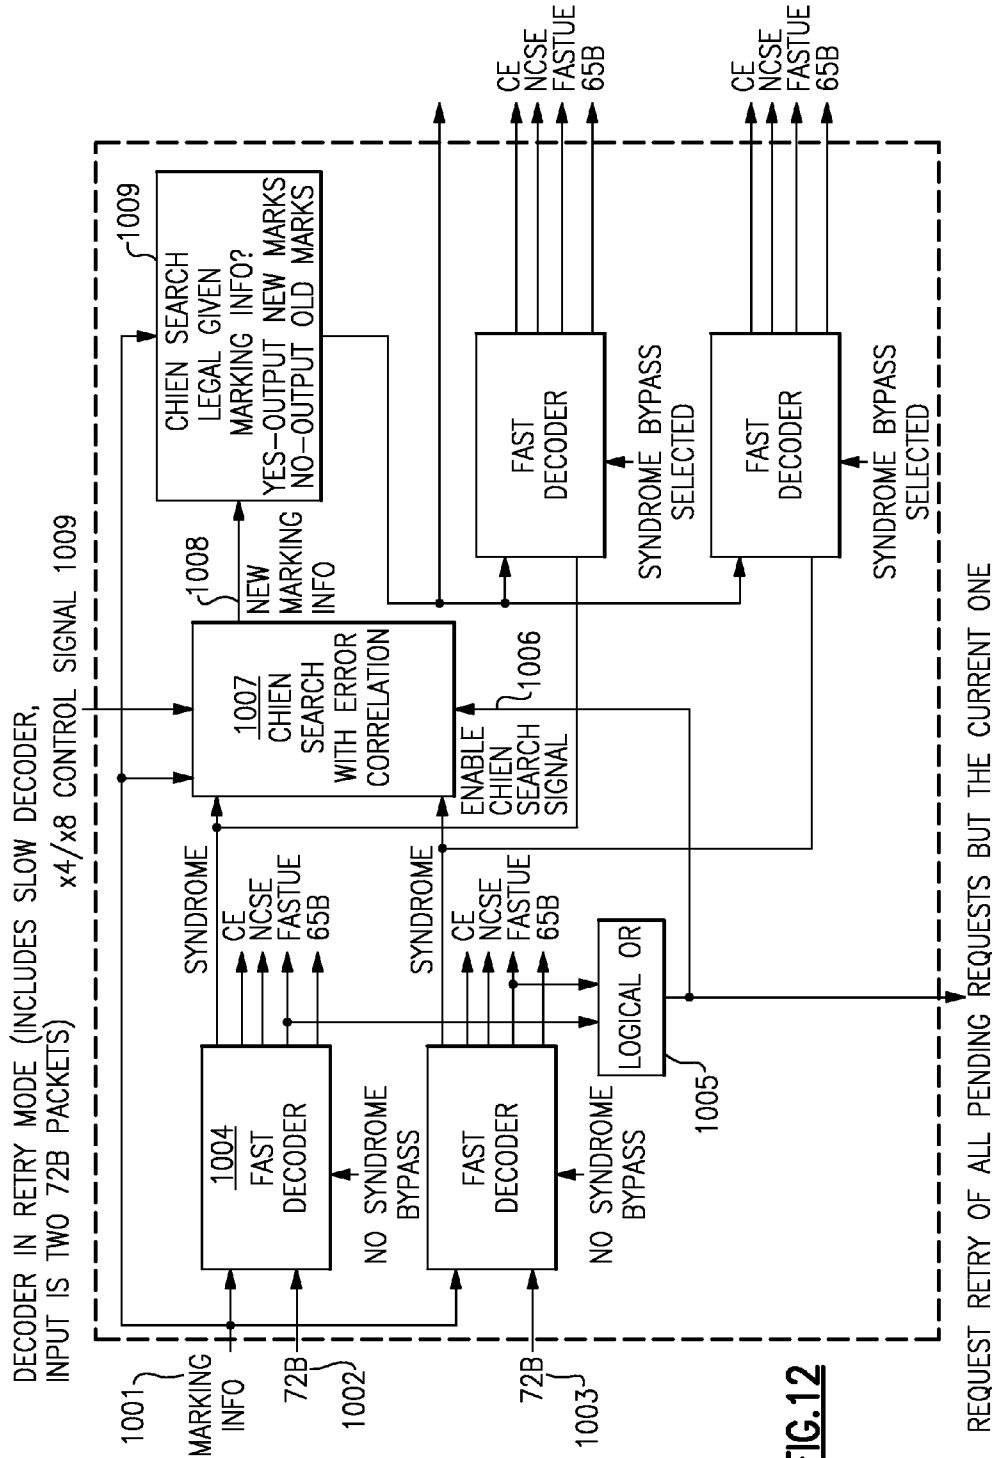 DECODER IN RETRY MODE (INCLUDES SLOW DECODER,
INPUT IS TWO 72B PACKETS)
x4/x8 CONTROL SIGNAL 1009
1001
MARKING
INFO
72B
1002
72B
1003
1004
FAST
DECODER
NO SYNDROME
BYPASS
SYNDROME
CE
NCSE
FASTUE
65B
FAST
DECODER
NO SYNDROME
BYPASS
SYNDROME
CE
NCSE
FASTUE
65B
LOGICAL OR
1005
1007
CHIEN
SEARCH
WITH ERROR
CORRELATION
ENABLE
CHIEN
SEARCH
SIGNAL
1006
1008
NEW
MARKING
INFO
1009
CHIEN SEARCH
LEGAL GIVEN
MARKING INFO?
YES-OUTPUT NEW MARKS
NO-OUTPUT OLD MARKS
FAST
DECODER
SYNDROME BYPASS
SELECTED
CE
NCSE
FASTUE
65B
FAST
DECODER
SYNDROME BYPASS
SELECTED
CE
NCSE
FASTUE
65B
REQUEST RETRY OF ALL PENDING REQUESTS BUT THE CURRENT ONE
FIG.12